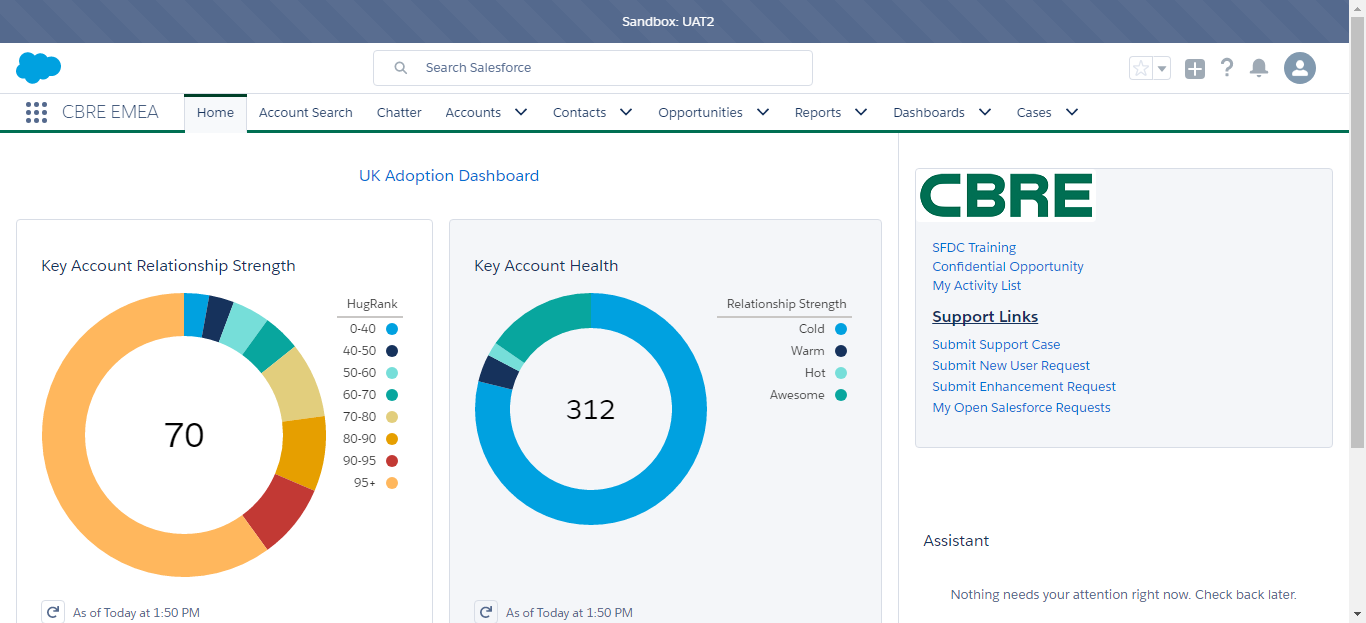 Sandbox: UAT2
Search Salesforce
CBRE EMEA
Home
Account Search
Chatter
Accounts
Contacts
Opportunities
Reports
Dashboards
Cases
UK Adoption Dashboard
Key Account Relationship Strength
HugRank
0-40
40-50
50-60
60-70
70-80
80-90
90-95
95+
70
As of Today at 1:50 PM
Key Account Health
Relationship Strength
Cold
Warm
Hot
Awesome
312
As of Today at 1:50 PM
CBRE
SFDC Training
Confidential Opportunity
My Activity List
Support Links
Submit Support Case
Submit New User Request
Submit Enhancement Request
My Open Salesforce Requests
Assistant
Nothing needs your attention right now. Check back later.